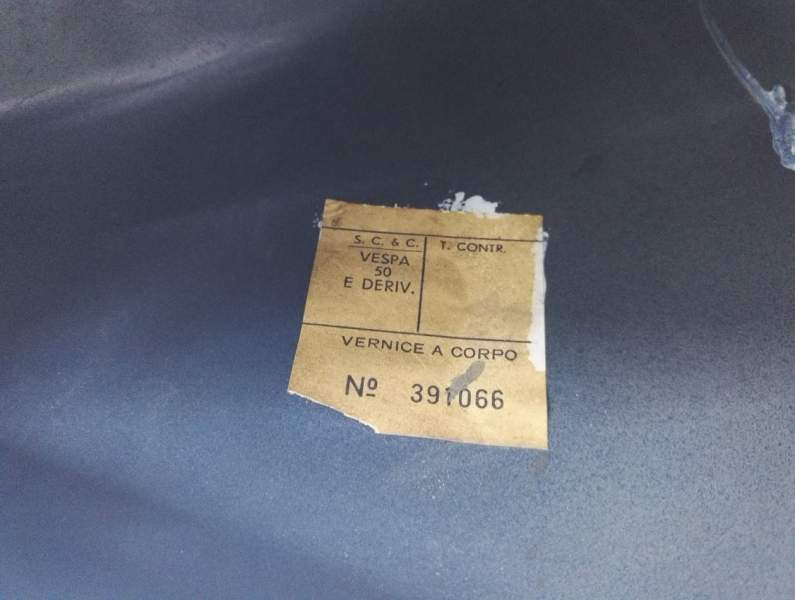 S. C. & C.
T. CONTR.
VESPA
50
E DERIV.
VERNICE A CORPO
Nº 391066